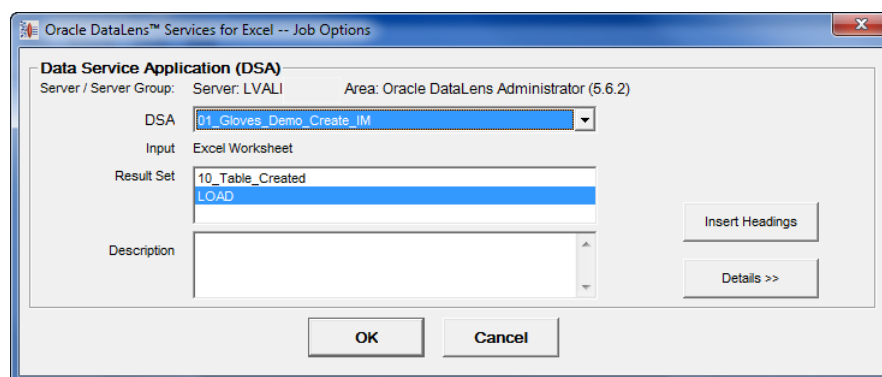 Oracle DataLens™ Services for Excel -- Job Options
X
Data Service Application (DSA)
Server / Server Group: Server: LVALI Area: Oracle DataLens Administrator (5.6.2)
DSA 01_Gloves_Demo_Create_IM
Input Excel Worksheet
Result Set 10_Table_Created
LOAD
Insert Headings
Description
Details >>
OK Cancel